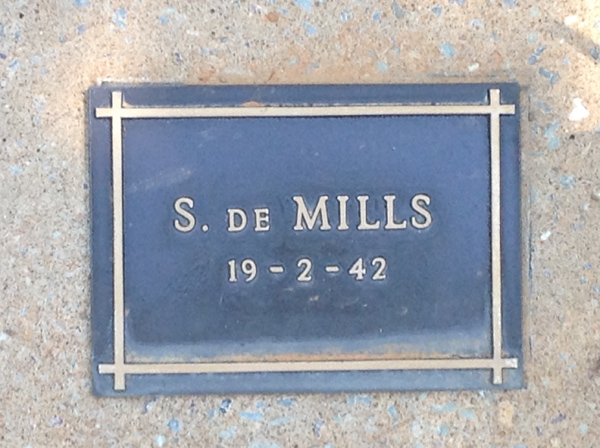 S. DE MILLS
19 - 2 - 42